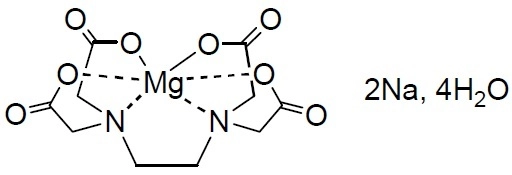 O O O O
O Mg O
O N N O
2Na, 4H₂O